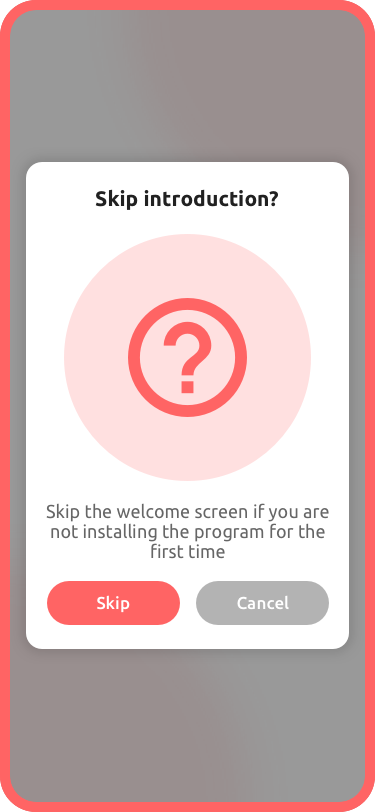 Skip introduction?
Skip the welcome screen if you are
not installing the program for the
first time
Skip
Cancel